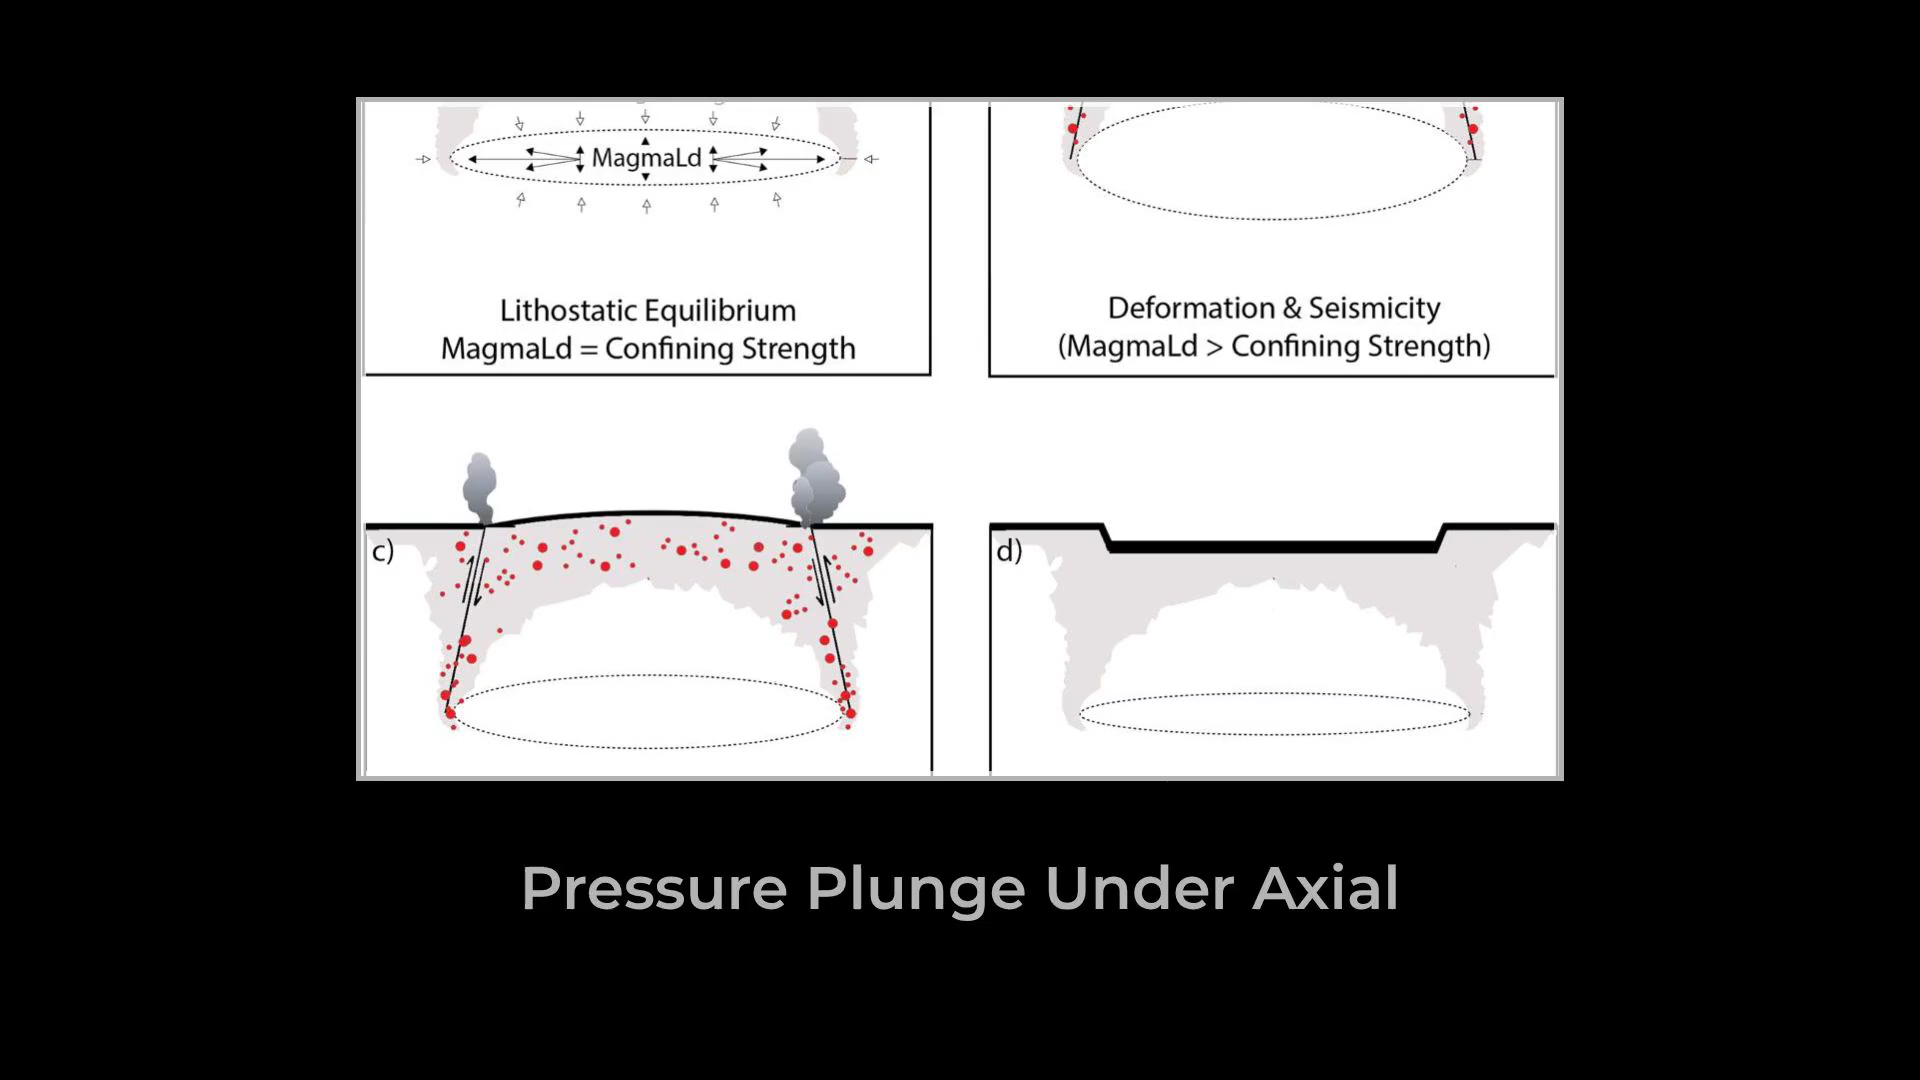 MagmaLd
Lithostatic Equilibrium
MagmaLd = Confining Strength
Deformation & Seismicity
(MagmaLd > Confining Strength)
c)
d)
Pressure Plunge Under Axial